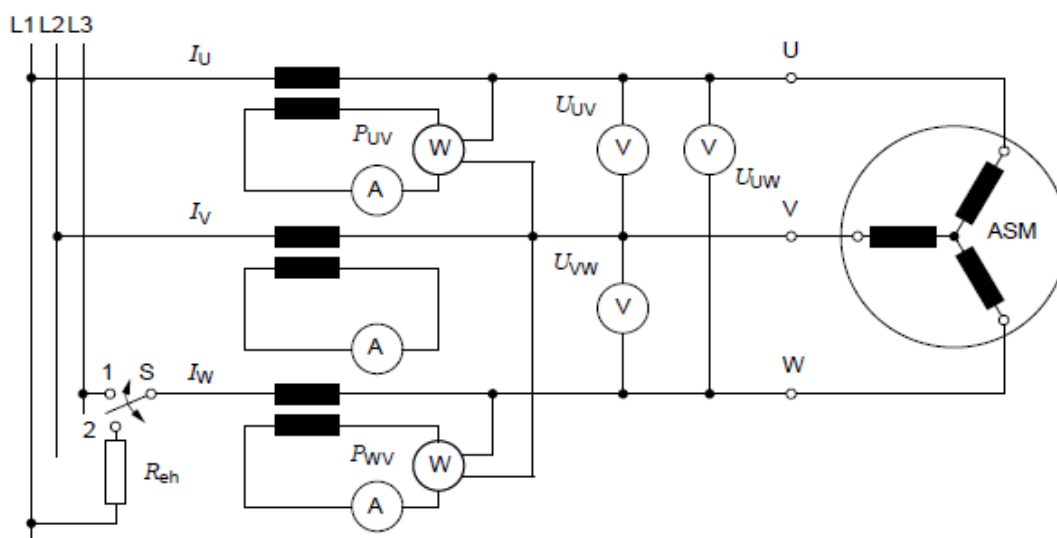 L1 L2 L3
I_U
U
P_UV
W
A
U_UV
V
V
U_UW
I_V
V
ASM
A
U_VW
V
1 S
I_W
W
2
R_eh
P_WV
W
A